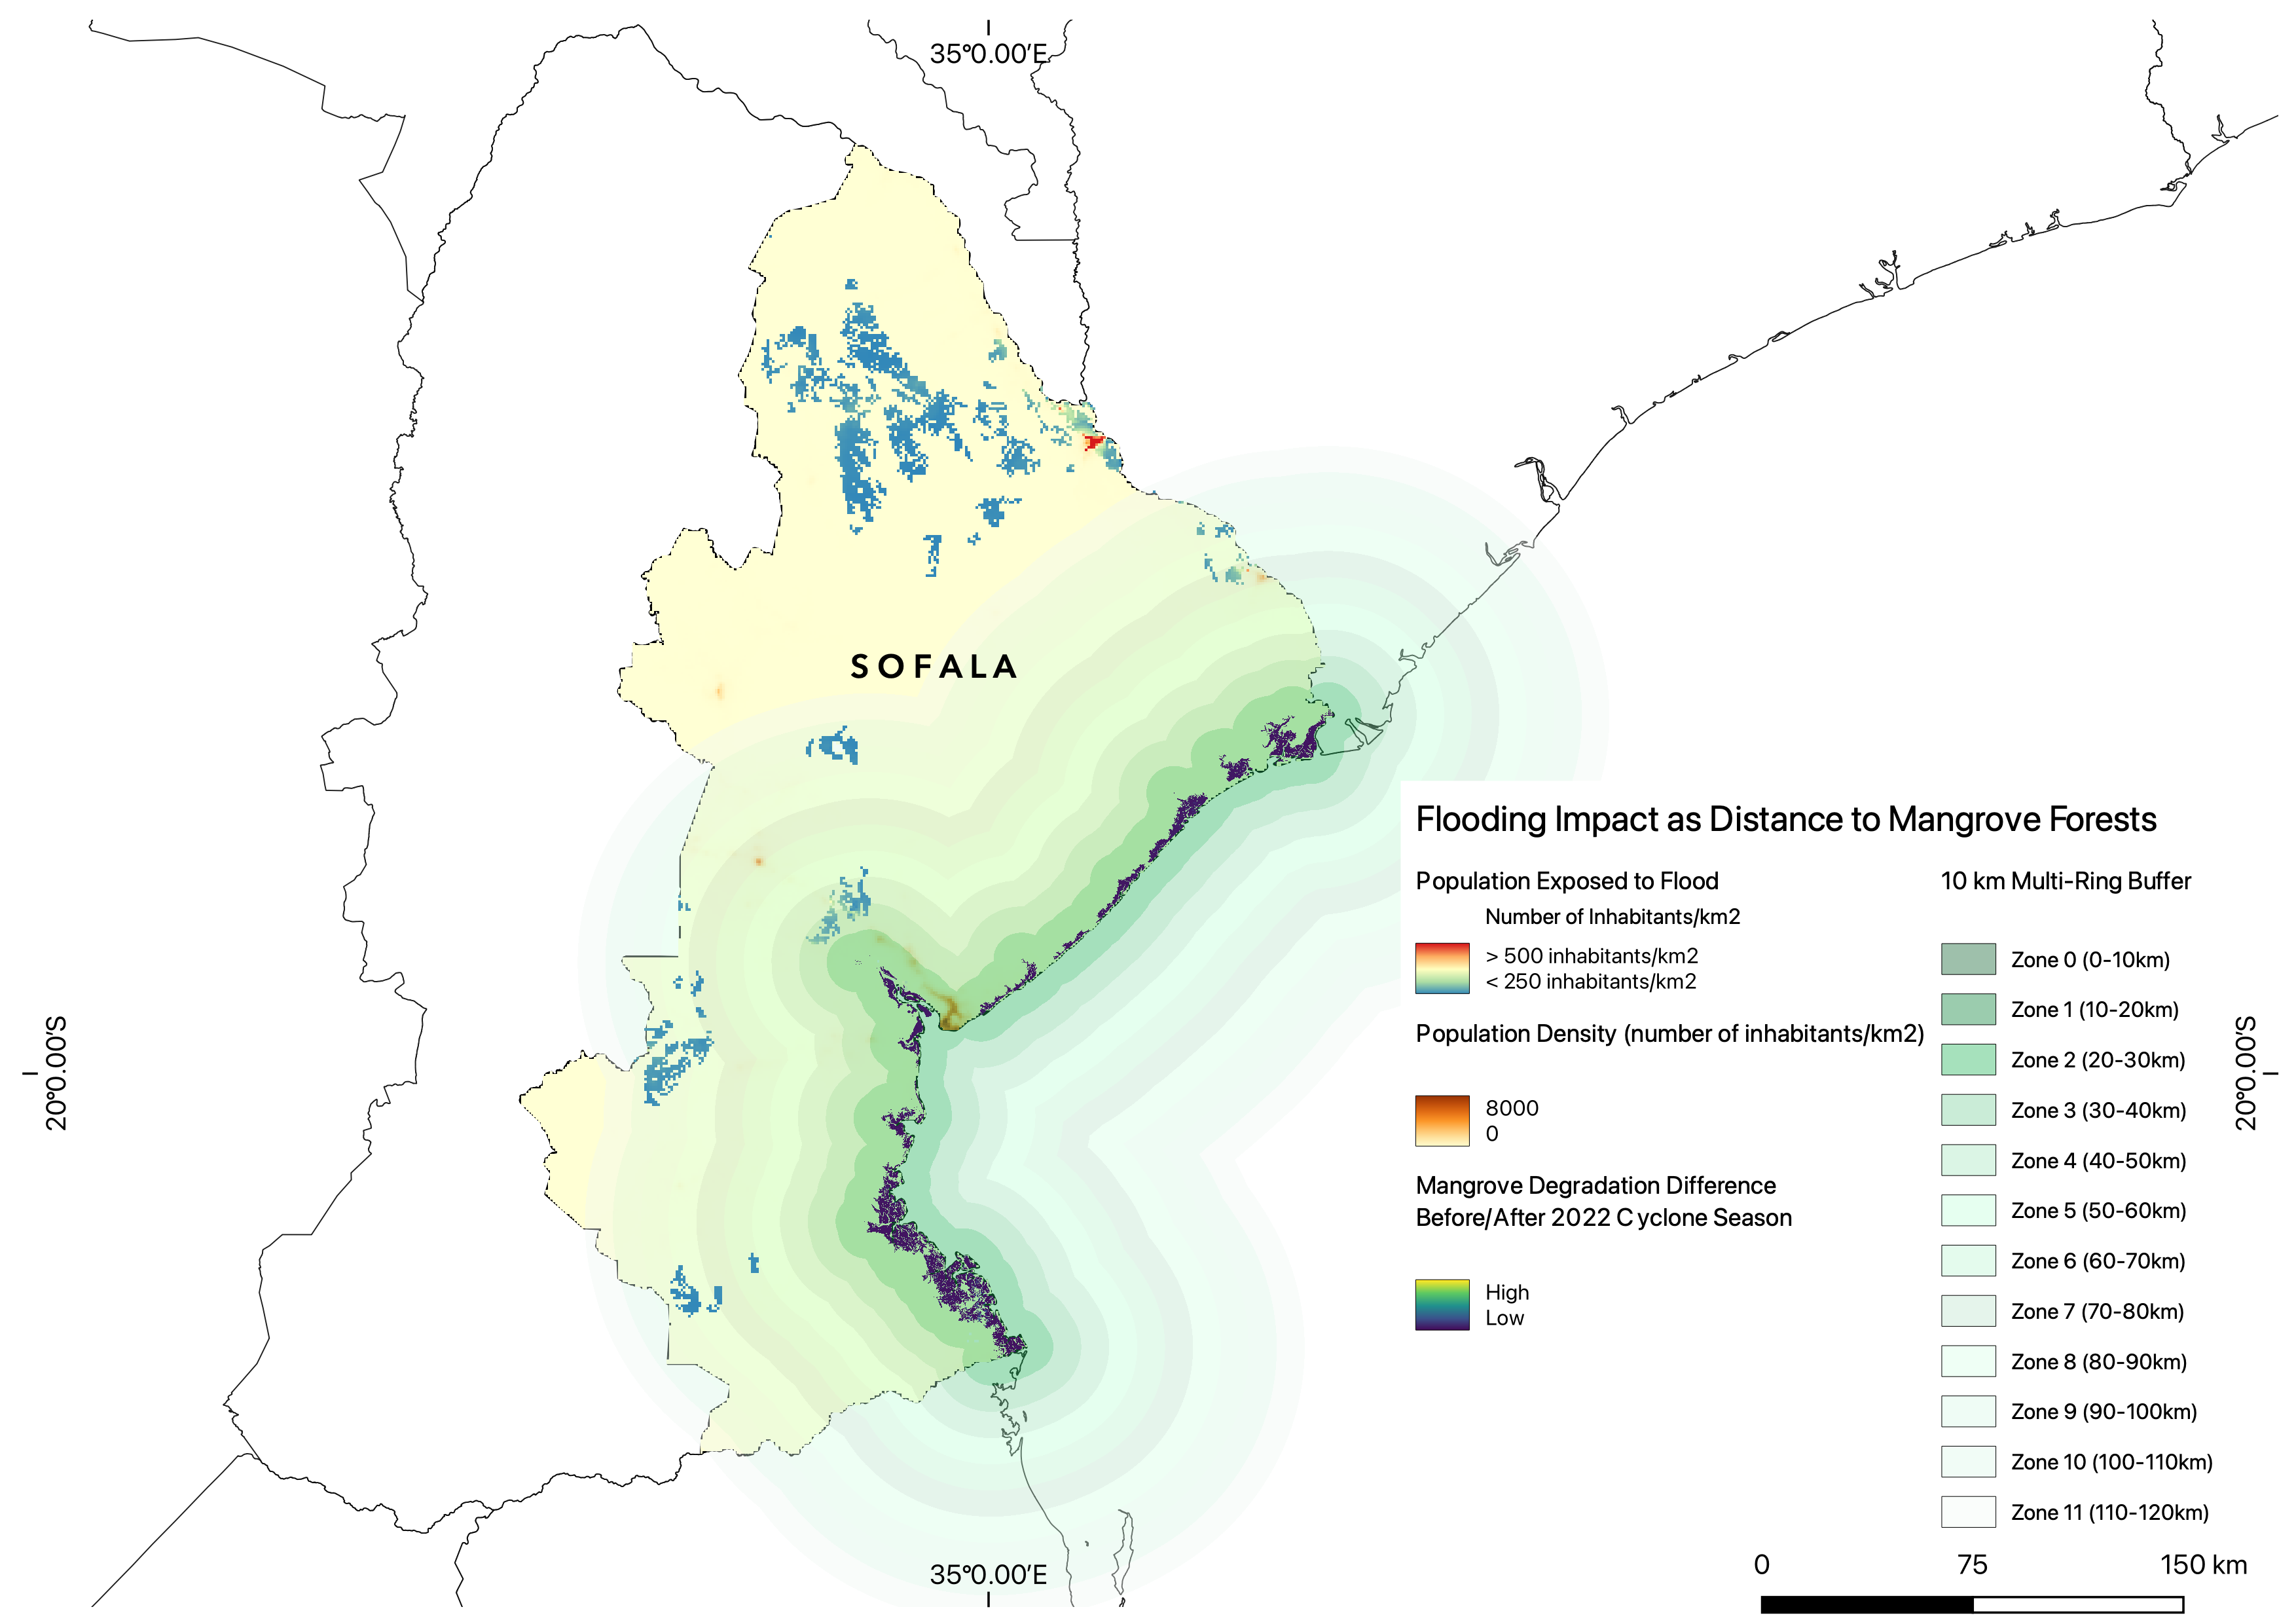 35°0.00'E
SOFALA
Flooding Impact as Distance to Mangrove Forests
Population Exposed to Flood
Number of Inhabitants/km2
> 500 inhabitants/km2
< 250 inhabitants/km2
Population Density (number of inhabitants/km2)
8000
0
Mangrove Degradation Difference
Before/After 2022 Cyclone Season
High
Low
10 km Multi-Ring Buffer
Zone 0 (0-10km)
Zone 1 (10-20km)
Zone 2 (20-30km)
Zone 3 (30-40km)
Zone 4 (40-50km)
Zone 5 (50-60km)
Zone 6 (60-70km)
Zone 7 (70-80km)
Zone 8 (80-90km)
Zone 9 (90-100km)
Zone 10 (100-110km)
Zone 11 (110-120km)
20°0.00'S
20°0.00'S
35°0.00'E
0 75 150 km